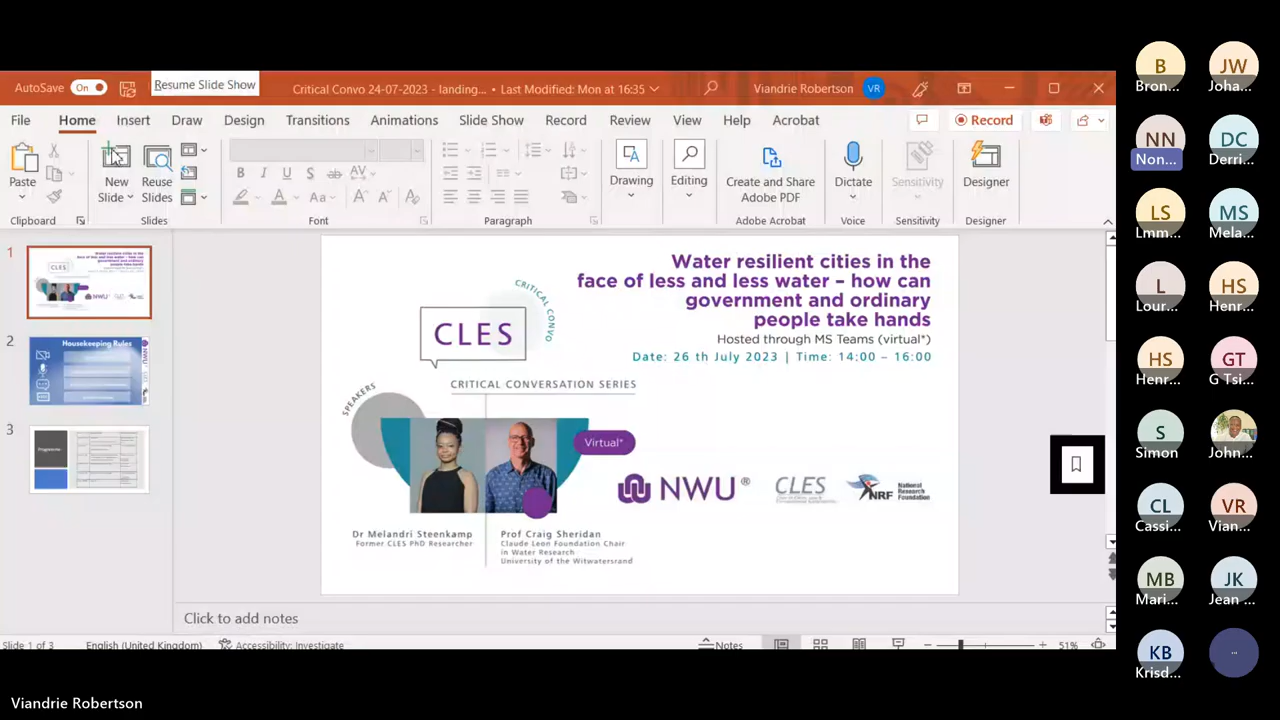 AutoSave
On
Resume Slide Show
Critical Convo 24-07-2023 - landing... • Last Modified: Mon at 16:35
Viandrie Robertson
VR
File Home Insert Draw Design Transitions Animations Slide Show Record Review View Help Acrobat
Record
Paste
New Slide
Reuse Slides
B I U S ab AV
A Aa A A A
Drawing
Editing
Create and Share Adobe PDF
Dictate
Sensitivity
Designer
Clipboard
Slides
Font
Paragraph
Adobe Acrobat
Voice
Sensitivity
Designer
1
2
Housekeeping Rules
3
Programme
Water resilient cities in the
face of less and less water – how can
government and ordinary
people take hands
Hosted through MS Teams (virtual*)
Date: 26 th July 2023 | Time: 14:00 – 16:00
CLES
CRITICAL CONVO
CRITICAL CONVERSATION SERIES
SPEAKERS
Virtual*
NWU®
CLES
NRF
National
Research
Foundation
Dr Melandri Steenkamp
Former CLES PhD Researcher
Prof Craig Sheridan
Claude Leon Foundation Chair
in Water Research
University of the Witwatersrand
Click to add notes
Slide 1 of 3
English (United Kingdom)
Accessibility: Investigate
Notes
51%
B
Bron...
JW
Joha...
NN
Non...
DC
Derri...
LS
Lmm...
MS
Mela...
L
Lour...
HS
Henr...
HS
Henr...
GT
G Tsi...
S
Simon
John...
CL
Cassi...
VR
Vian...
MB
Mari...
JK
Jean ...
KB
Krisd...
...
Viandrie Robertson